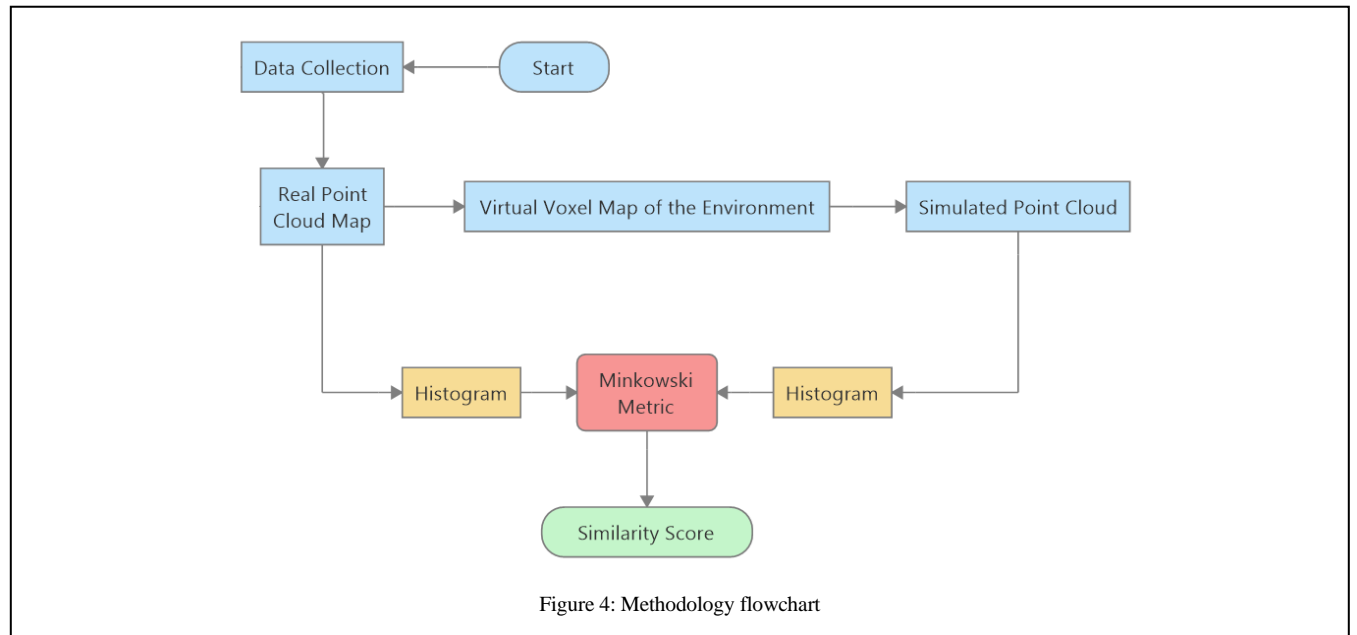 Data Collection
Start
Real Point
Cloud Map
Virtual Voxel Map of the Environment
Simulated Point Cloud
Histogram
Minkowski
Metric
Histogram
Similarity Score
Figure 4: Methodology flowchart